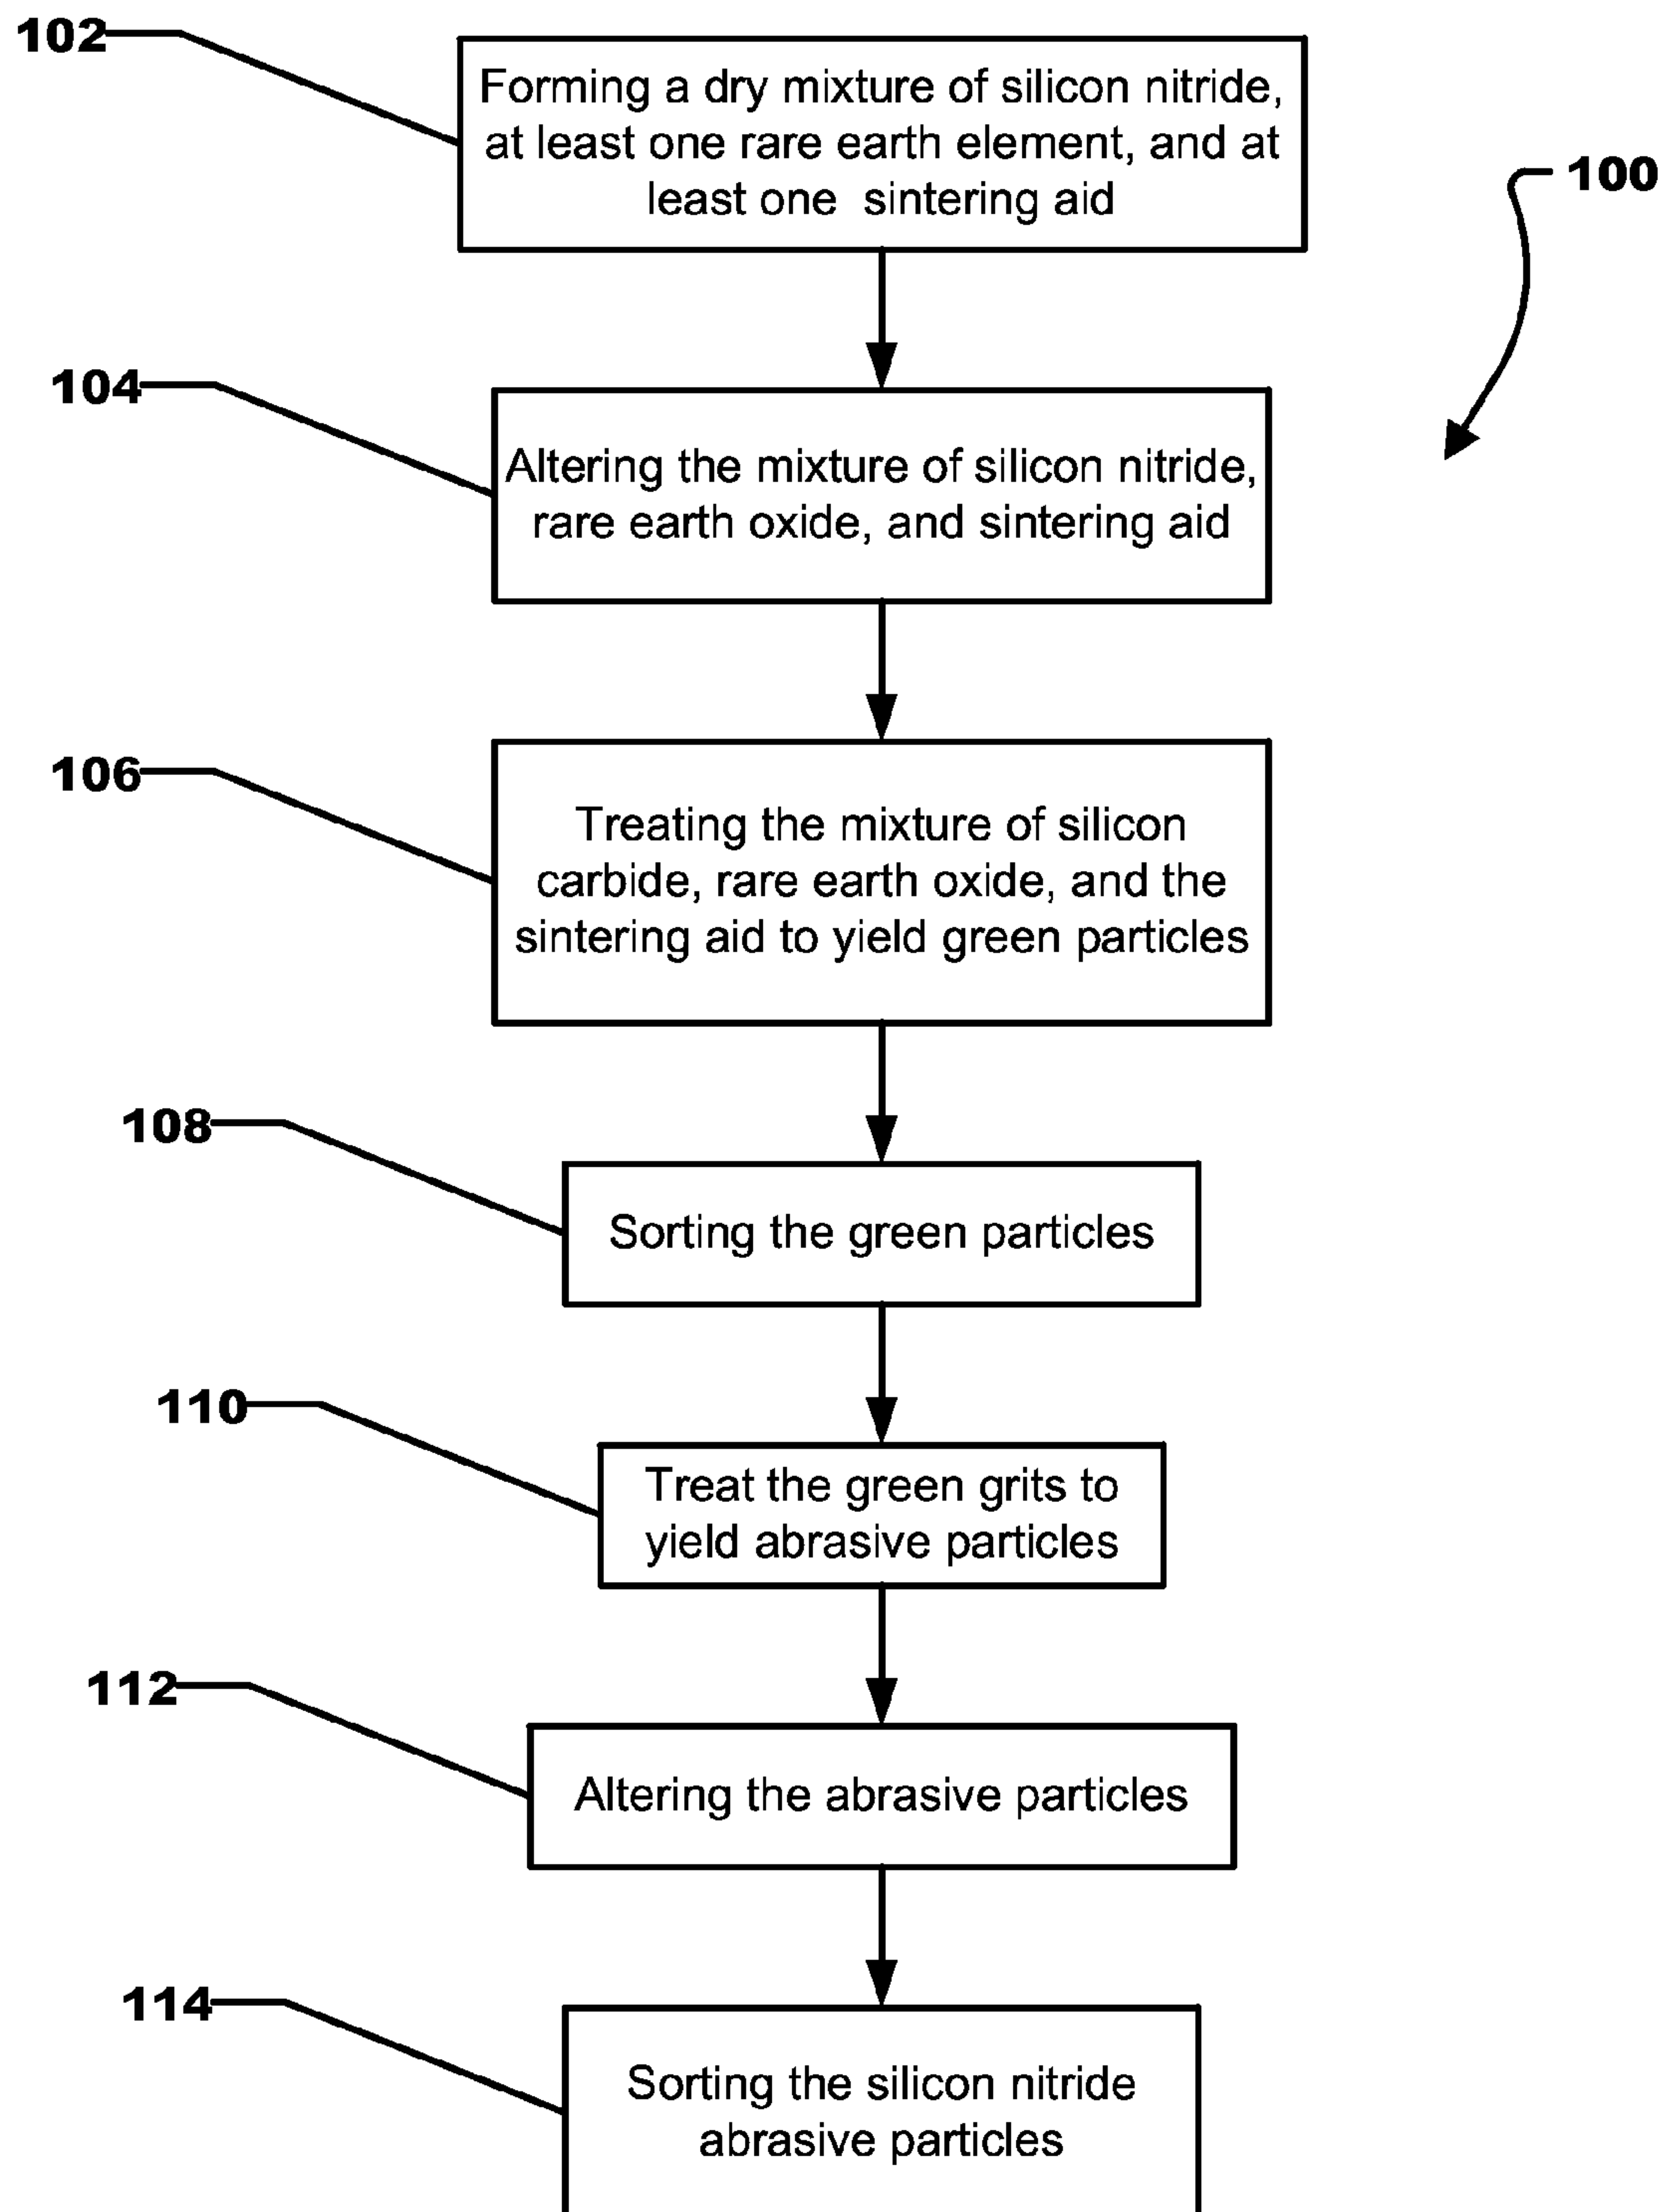 102
Forming a dry mixture of silicon nitride,
at least one rare earth element, and at
least one sintering aid
100
104
Altering the mixture of silicon nitride,
rare earth oxide, and sintering aid
106
Treating the mixture of silicon
carbide, rare earth oxide, and the
sintering aid to yield green particles
108
Sorting the green particles
110
Treat the green grits to
yield abrasive particles
112
Altering the abrasive particles
114
Sorting the silicon nitride
abrasive particles